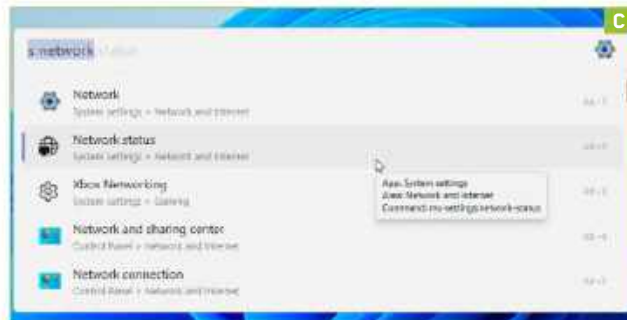 C
s network status
Network
System settings > Network and Internet
Network status
System settings > Network and Internet
Xbox Networking
System settings > Gaming
App: System settings
Area: Network and Internet
Command: ms-settings:network-status
Network and sharing center
Control Panel > Network and Internet
Network connection
Control Panel > Network and Internet